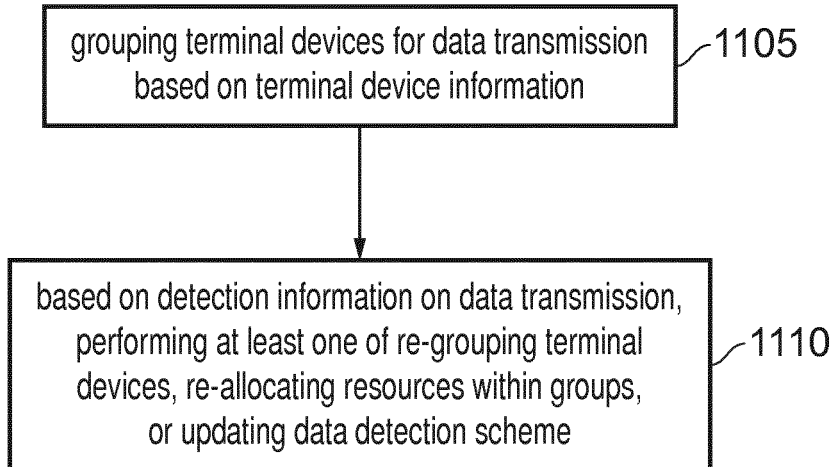 grouping terminal devices for data transmission
based on terminal device information
1105
based on detection information on data transmission,
performing at least one of re-grouping terminal
devices, re-allocating resources within groups,
or updating data detection scheme
1110